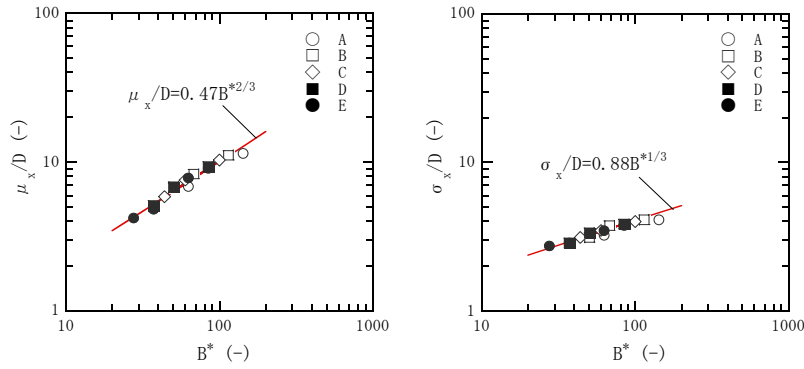 100
A
B
C
D
E
μx/D=0.47B*2/3
10
μx/D (-)
1
10
100
1000
B* (-)
100
A
B
C
D
E
σx/D=0.88B*1/3
10
σx/D (-)
1
10
100
1000
B* (-)